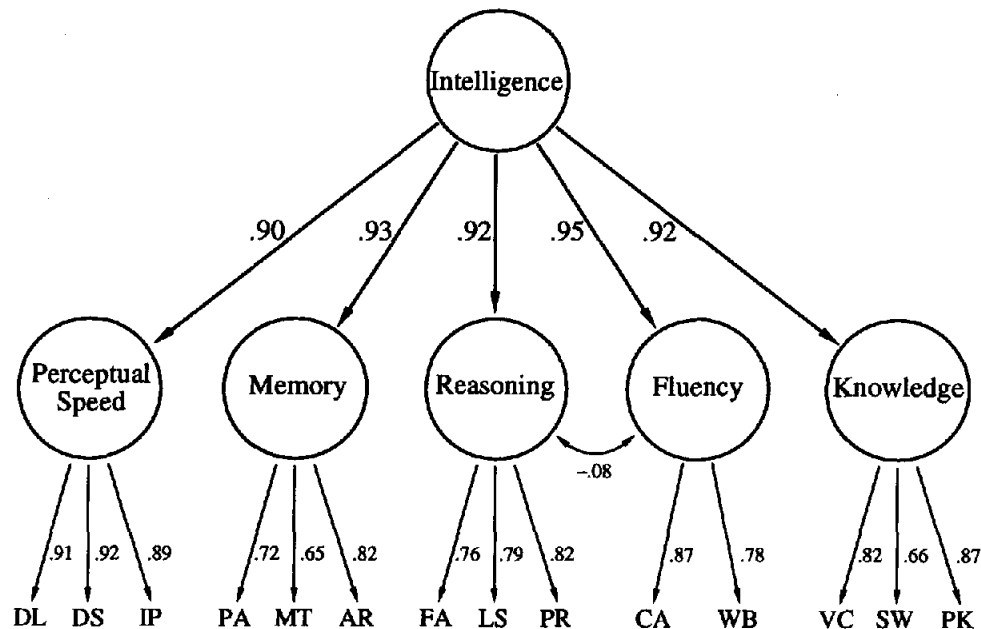 Intelligence
.90 .93 .92 .95 .92
Perceptual
Speed
Memory
Reasoning
Fluency
Knowledge
-.08
.91 .92 .89 .72 .65 .82 .76 .79 .82 .87 .78 .82 .66 .87
DL DS IP PA MT AR FA LS PR CA WB VC SW PK